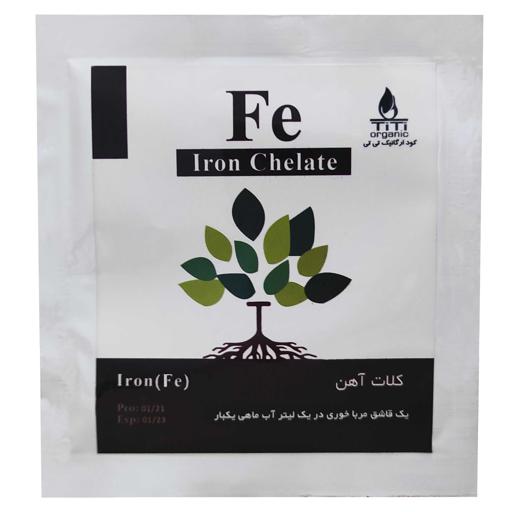 Fe
Iron Chelate
TiTi
organic
کود ارگانیک تی تی
Iron(Fe)
کلات آهن
Pro: 01/21
Esp: 01/23
یک قاشق مربا خوری در یک لیتر آب ماهی یکبار